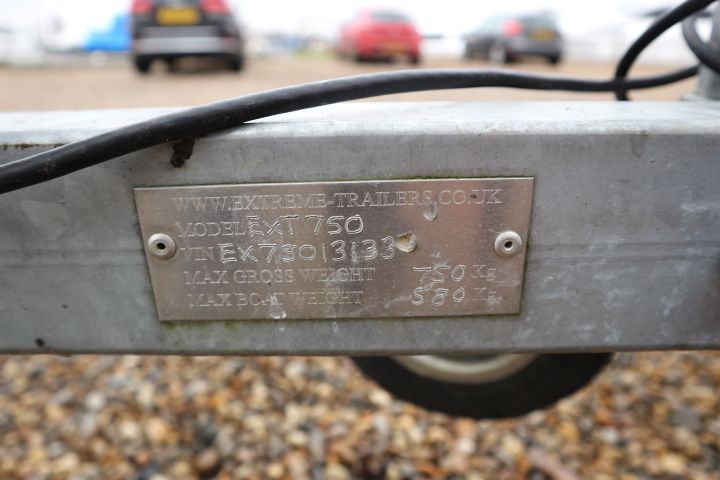 WWW.EXTREME-TRAILERS.CO.UK
MODEL EXT 750
VIN EX75013133
MAX GROSS WEIGHT 750 Kg
MAX BOAT WEIGHT 580 Kg